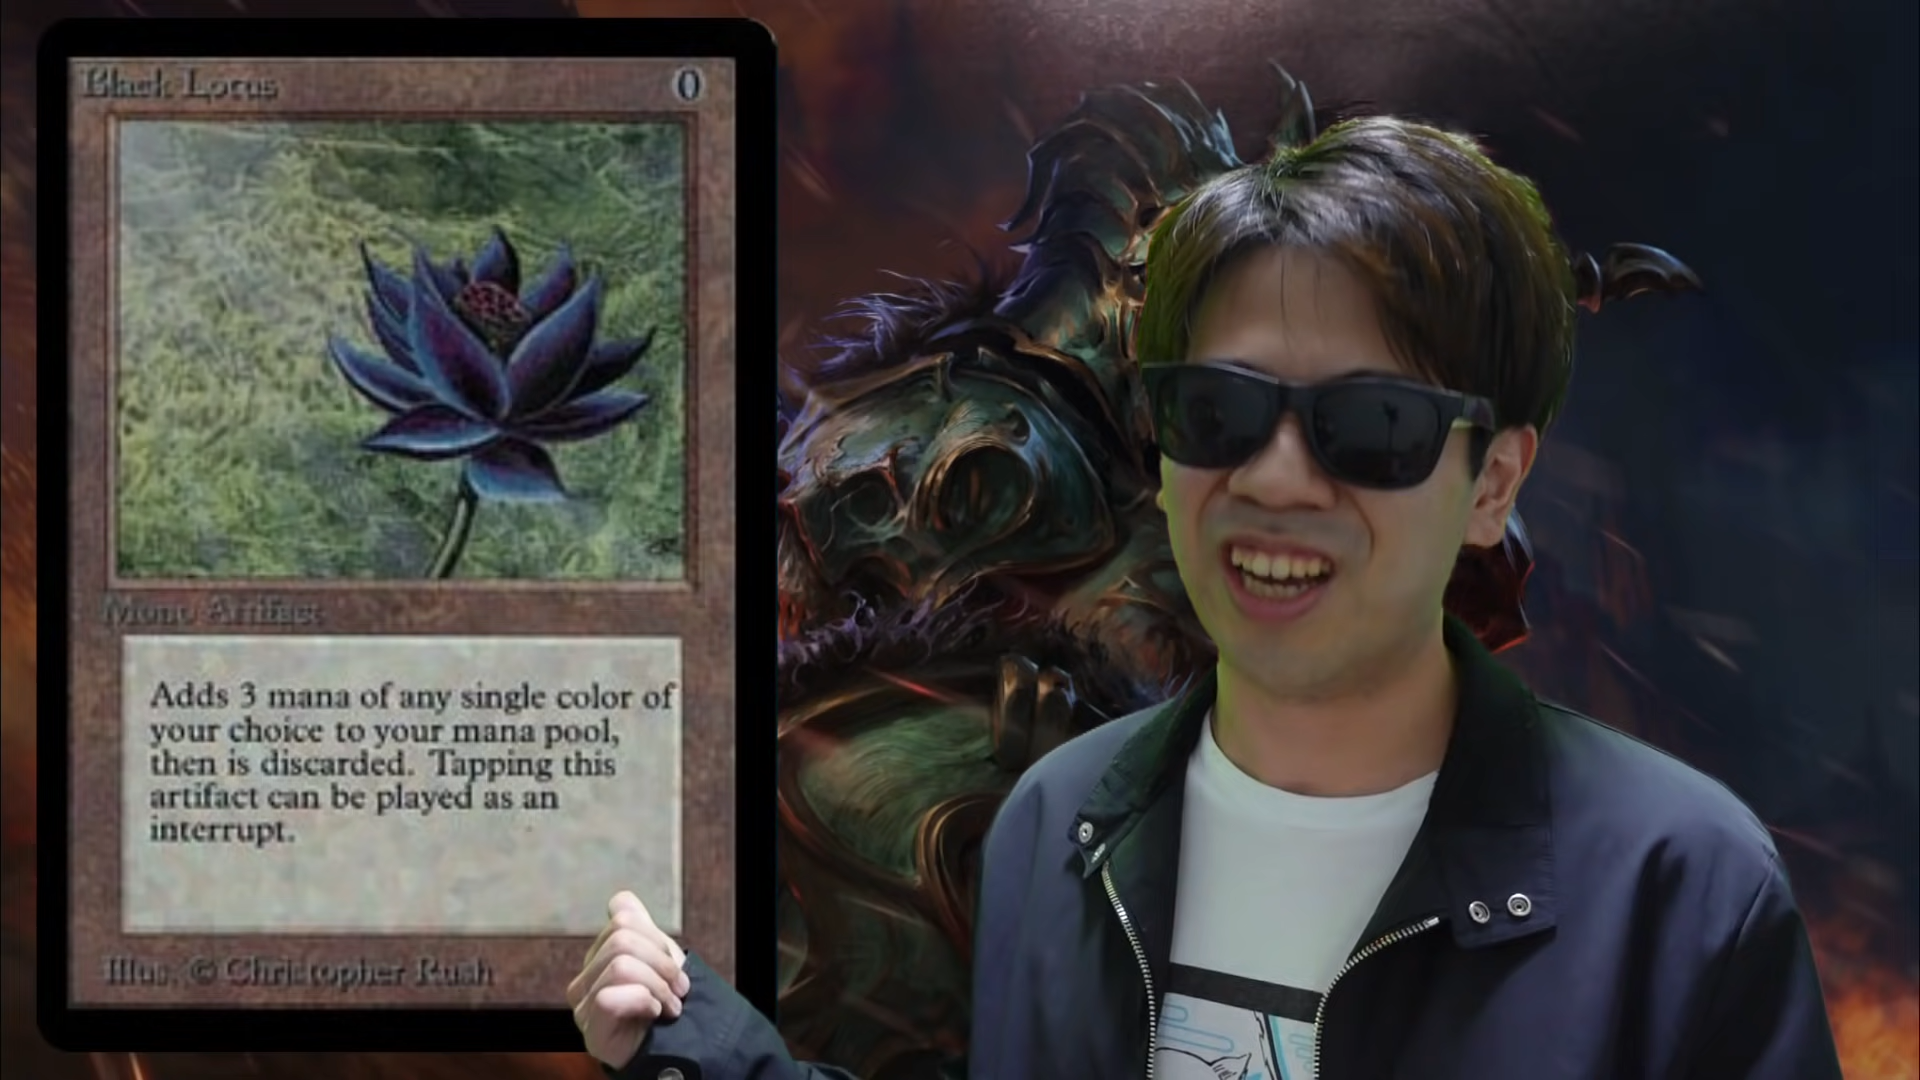 Black Lotus
0
Mono Artifact
Adds 3 mana of any single color of
your choice to your mana pool,
then is discarded. Tapping this
artifact can be played as an
interrupt.
Illus. © Christopher Rush